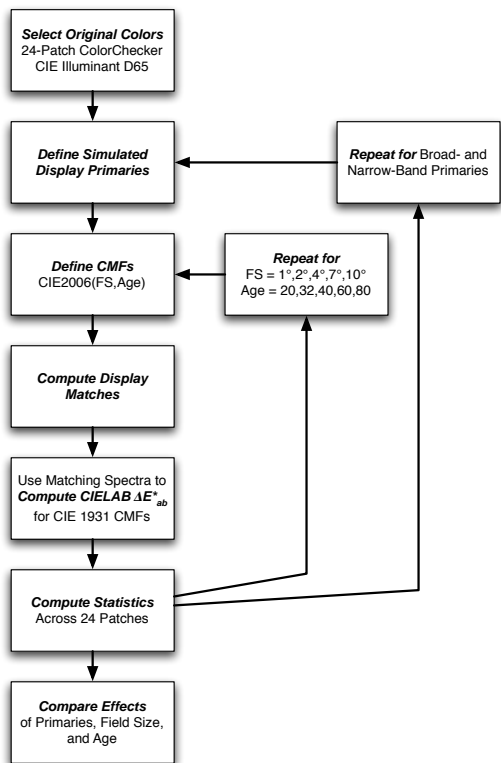 Select Original Colors
24-Patch ColorChecker
CIE Illuminant D65
Define Simulated
Display Primaries
Repeat for Broad- and
Narrow-Band Primaries
Define CMFs
CIE2006(FS,Age)
Repeat for
FS = 1°,2°,4°,7°,10°
Age = 20,32,40,60,80
Compute Display
Matches
Use Matching Spectra to
Compute CIELAB ΔE*ab
for CIE 1931 CMFs
Compute Statistics
Across 24 Patches
Compare Effects
of Primaries, Field Size,
and Age